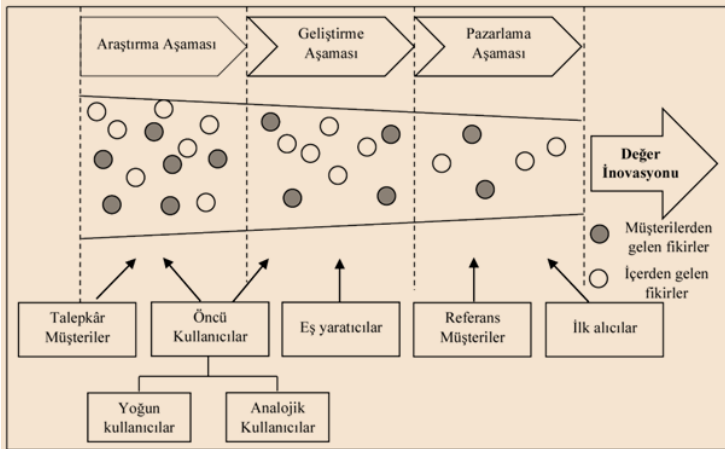 Araştırma Aşaması
Geliştirme
Aşaması
Pazarlama
Aşaması
Değer
İnovasyonu
Müşterilerden
gelen fikirler
İçerden gelen
fikirler
Talepkâr
Müşteriler
Öncü
Kullanıcılar
Eş yaratıcılar
Referans
Müşteriler
İlk alıcılar
Yoğun
kullanıcılar
Analojik
Kullanıcılar